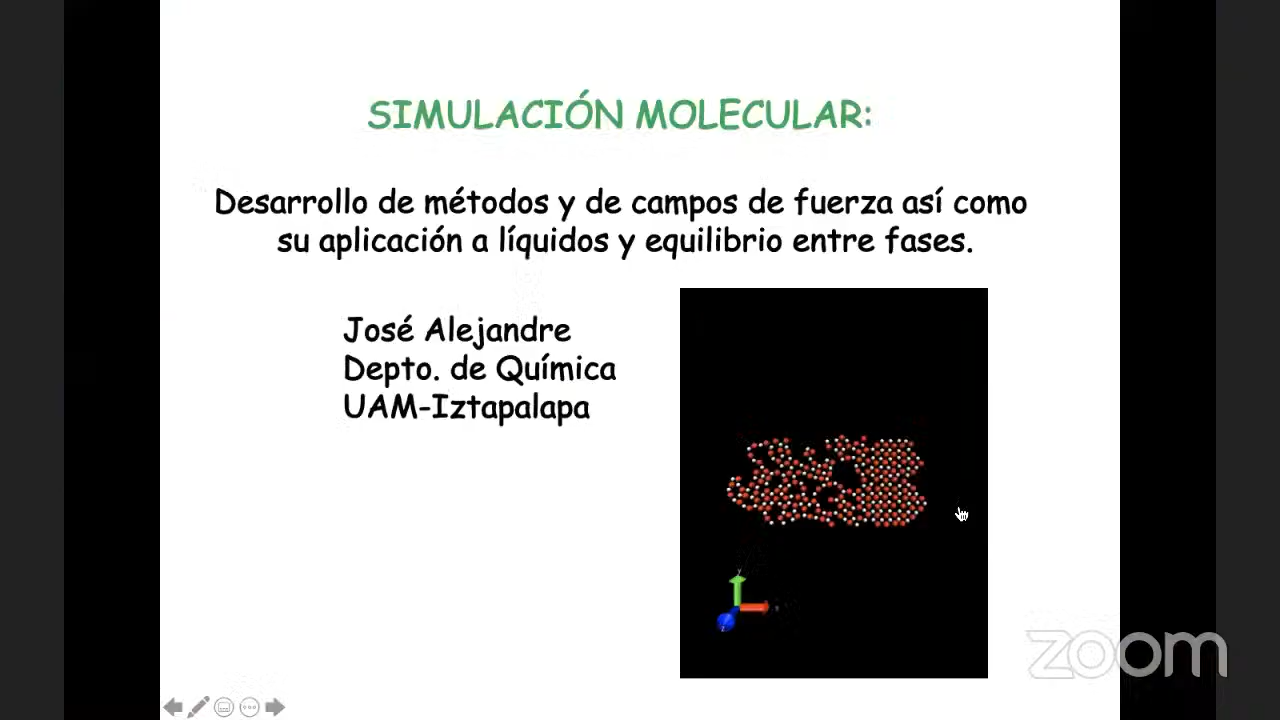 SIMULACIÓN MOLECULAR:
Desarrollo de métodos y de campos de fuerza así como
su aplicación a líquidos y equilibrio entre fases.
José Alejandre
Depto. de Química
UAM-Iztapalapa
zoom